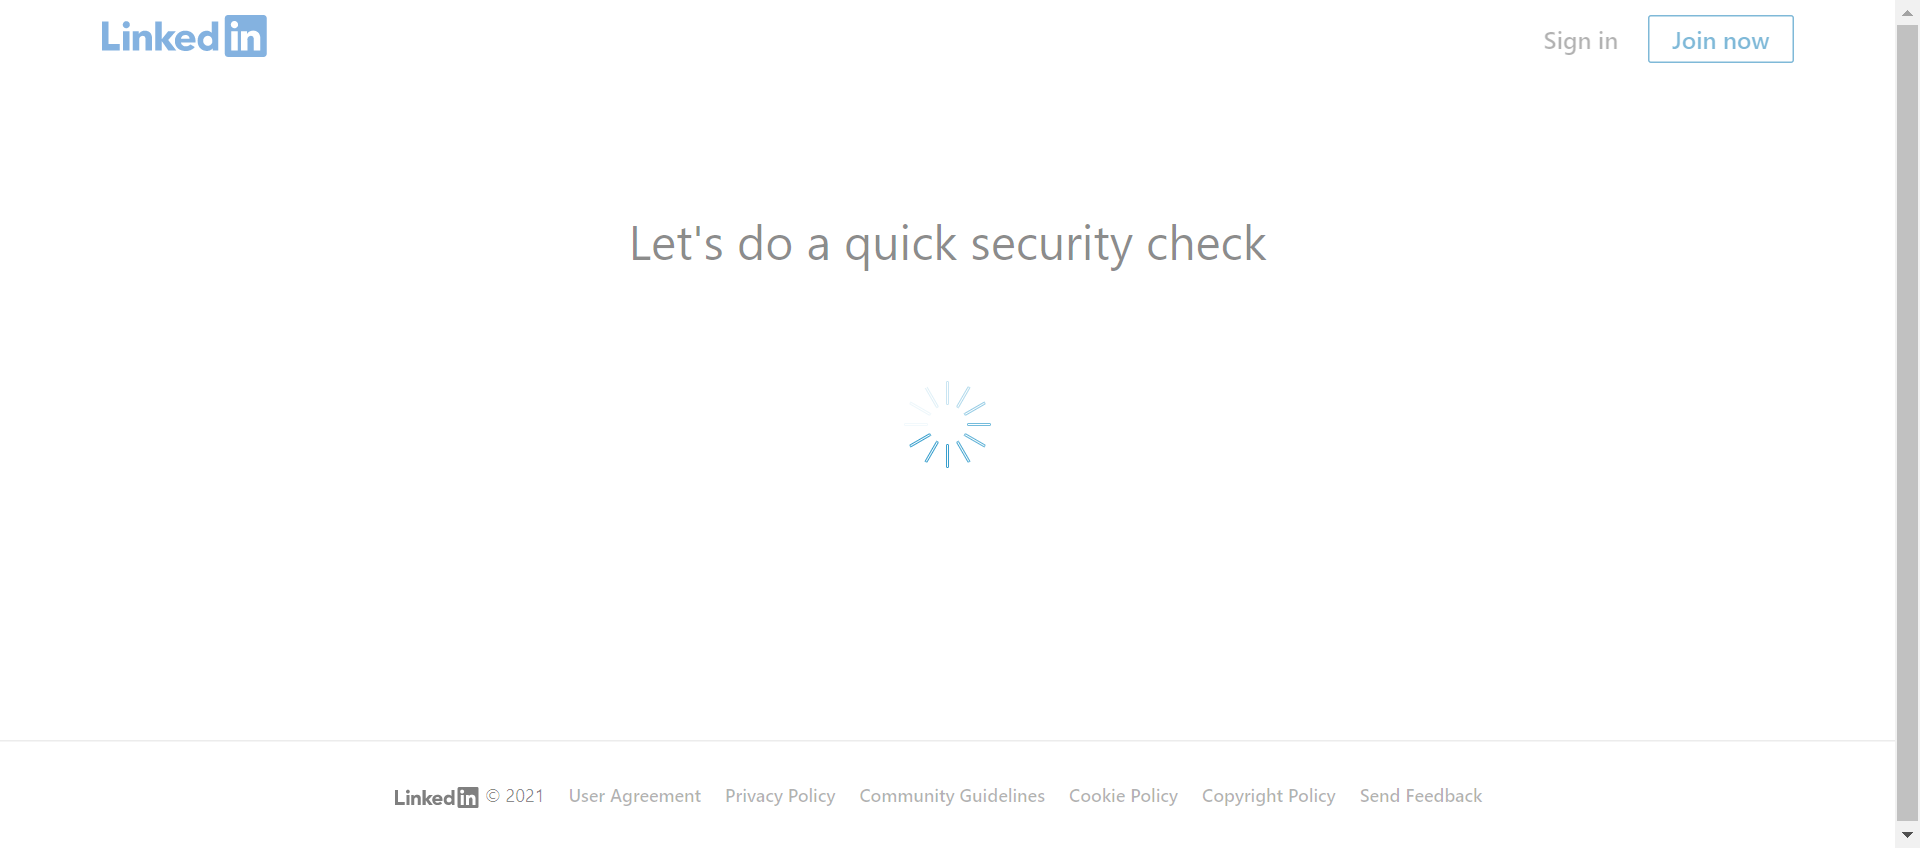 LinkedIn
Sign in
Join now
Let's do a quick security check
LinkedIn © 2021 User Agreement Privacy Policy Community Guidelines Cookie Policy Copyright Policy Send Feedback